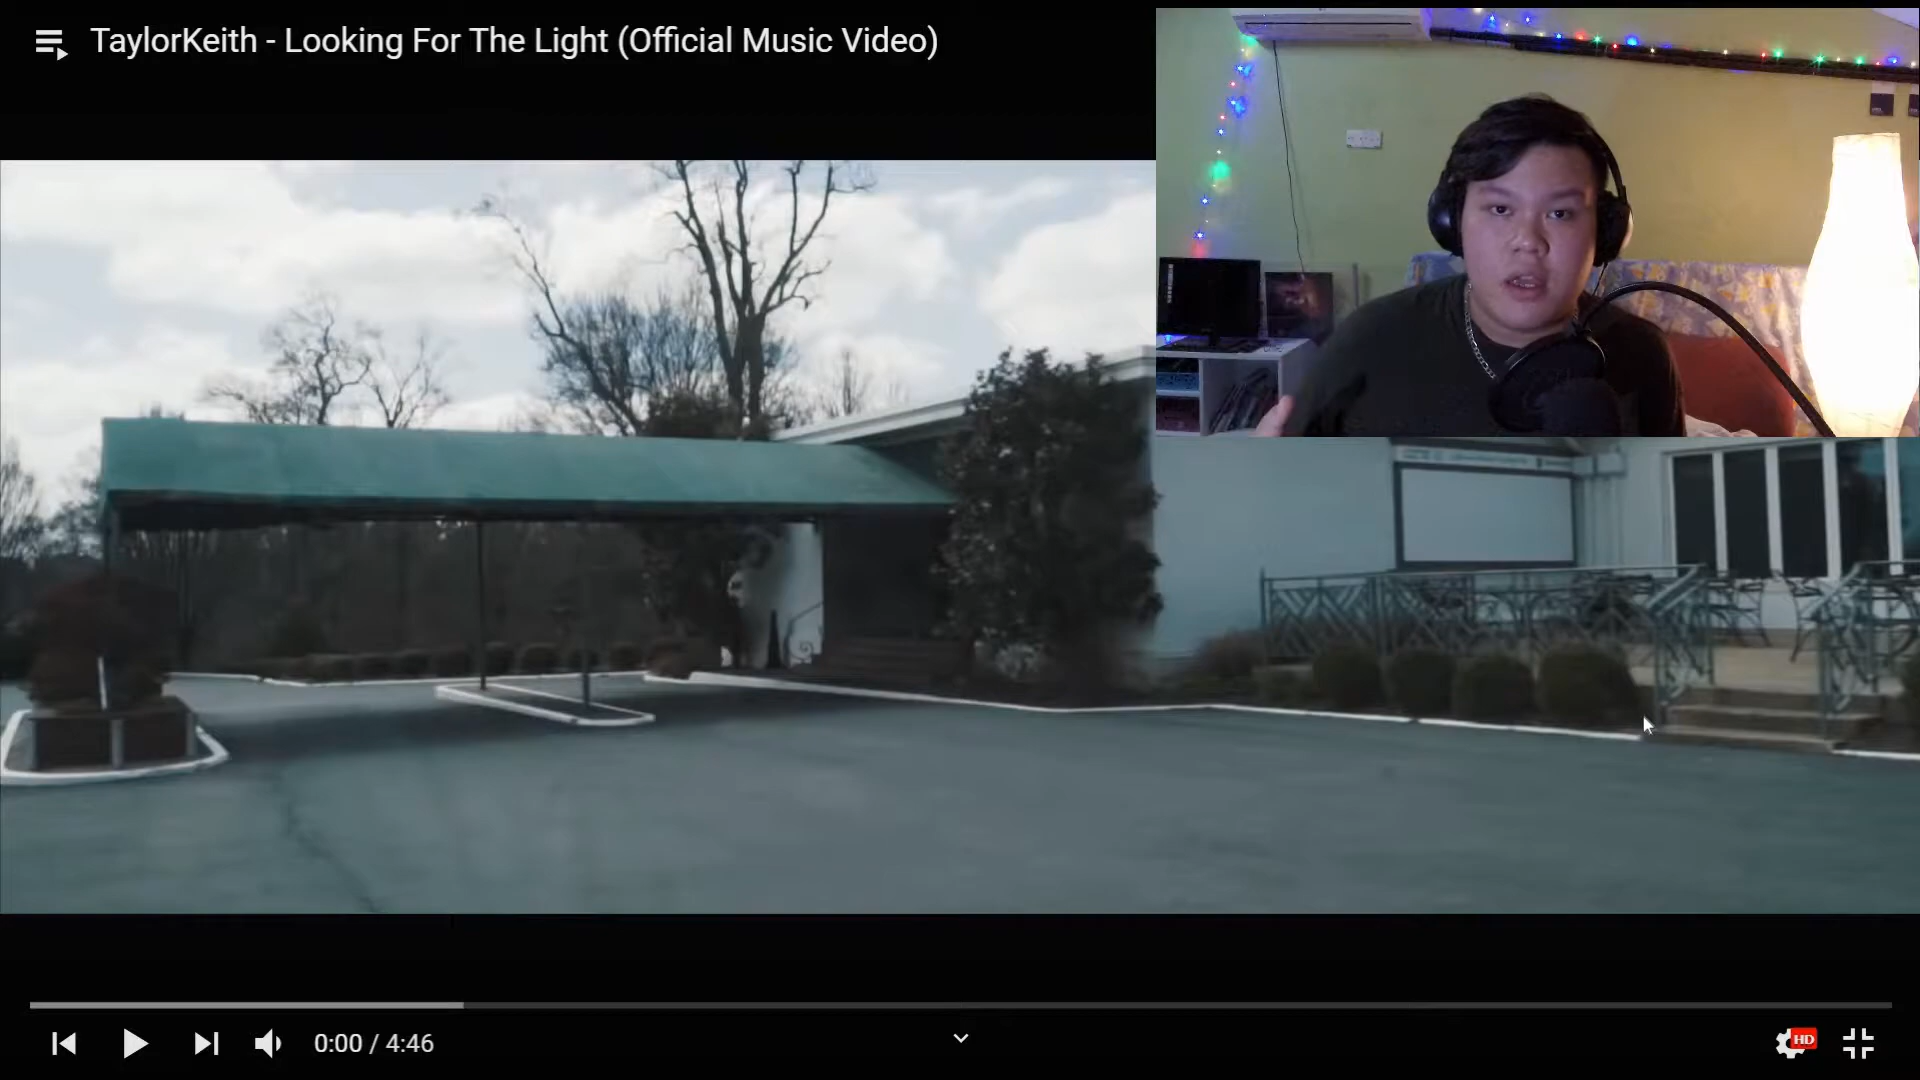 TaylorKeith - Looking For The Light (Official Music Video)
0:00 / 4:46
HD